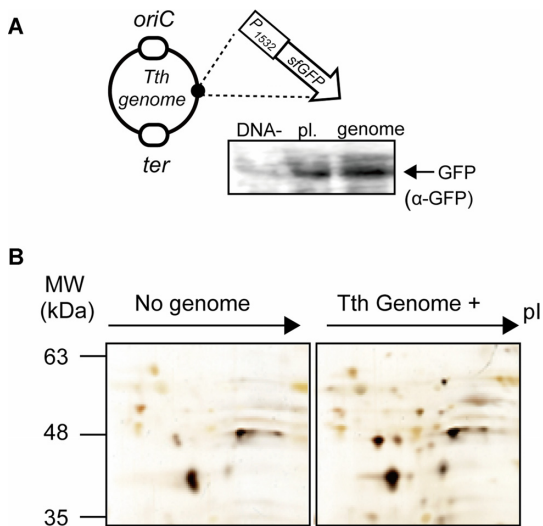 A
oriC
P 1532 sfGFP
Tth
genome
ter
DNA- pl. genome
GFP
(α-GFP)
B
MW
(kDa)
No genome
Tth Genome +
pI
63
48
35